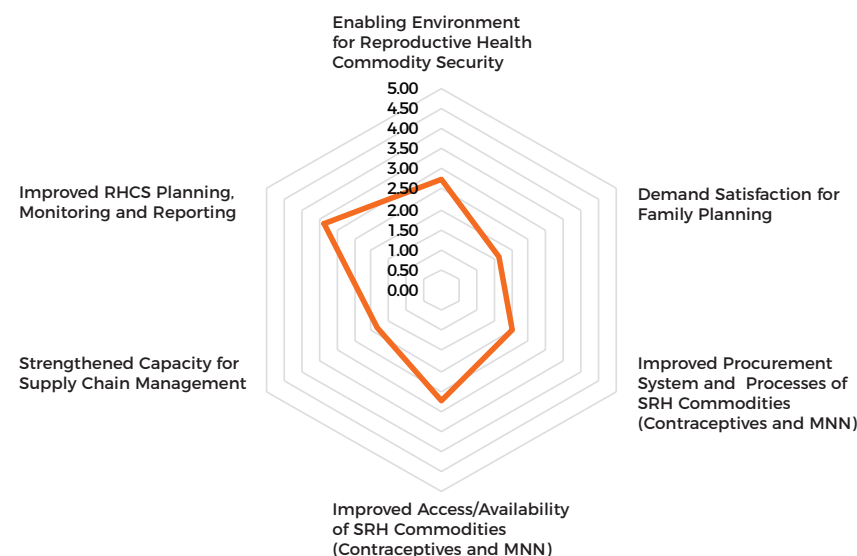 Enabling Environment
for Reproductive Health
Commodity Security
5.00
4.50
4.00
3.50
3.00
2.50
2.00
1.50
1.00
0.50
0.00
Improved RHCS Planning,
Monitoring and Reporting
Demand Satisfaction for
Family Planning
Strengthened Capacity for
Supply Chain Management
Improved Procurement
System and  Processes of
SRH Commodities
(Contraceptives and MNN)
Improved Access/Availability
of SRH Commodities
(Contraceptives and MNN)